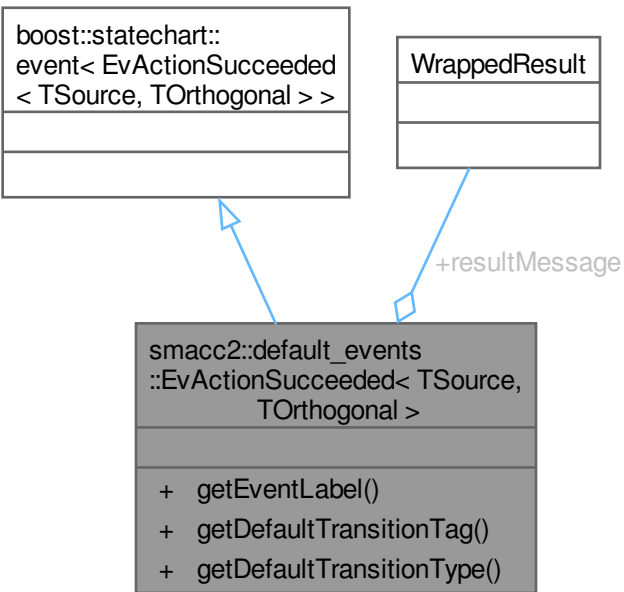 boost::statechart::
event< EvActionSucceeded
< TSource, TOrthogonal > >
WrappedResult
+resultMessage
smacc2::default_events
::EvActionSucceeded< TSource,
TOrthogonal >
+ getEventLabel()
+ getDefaultTransitionTag()
+ getDefaultTransitionType()